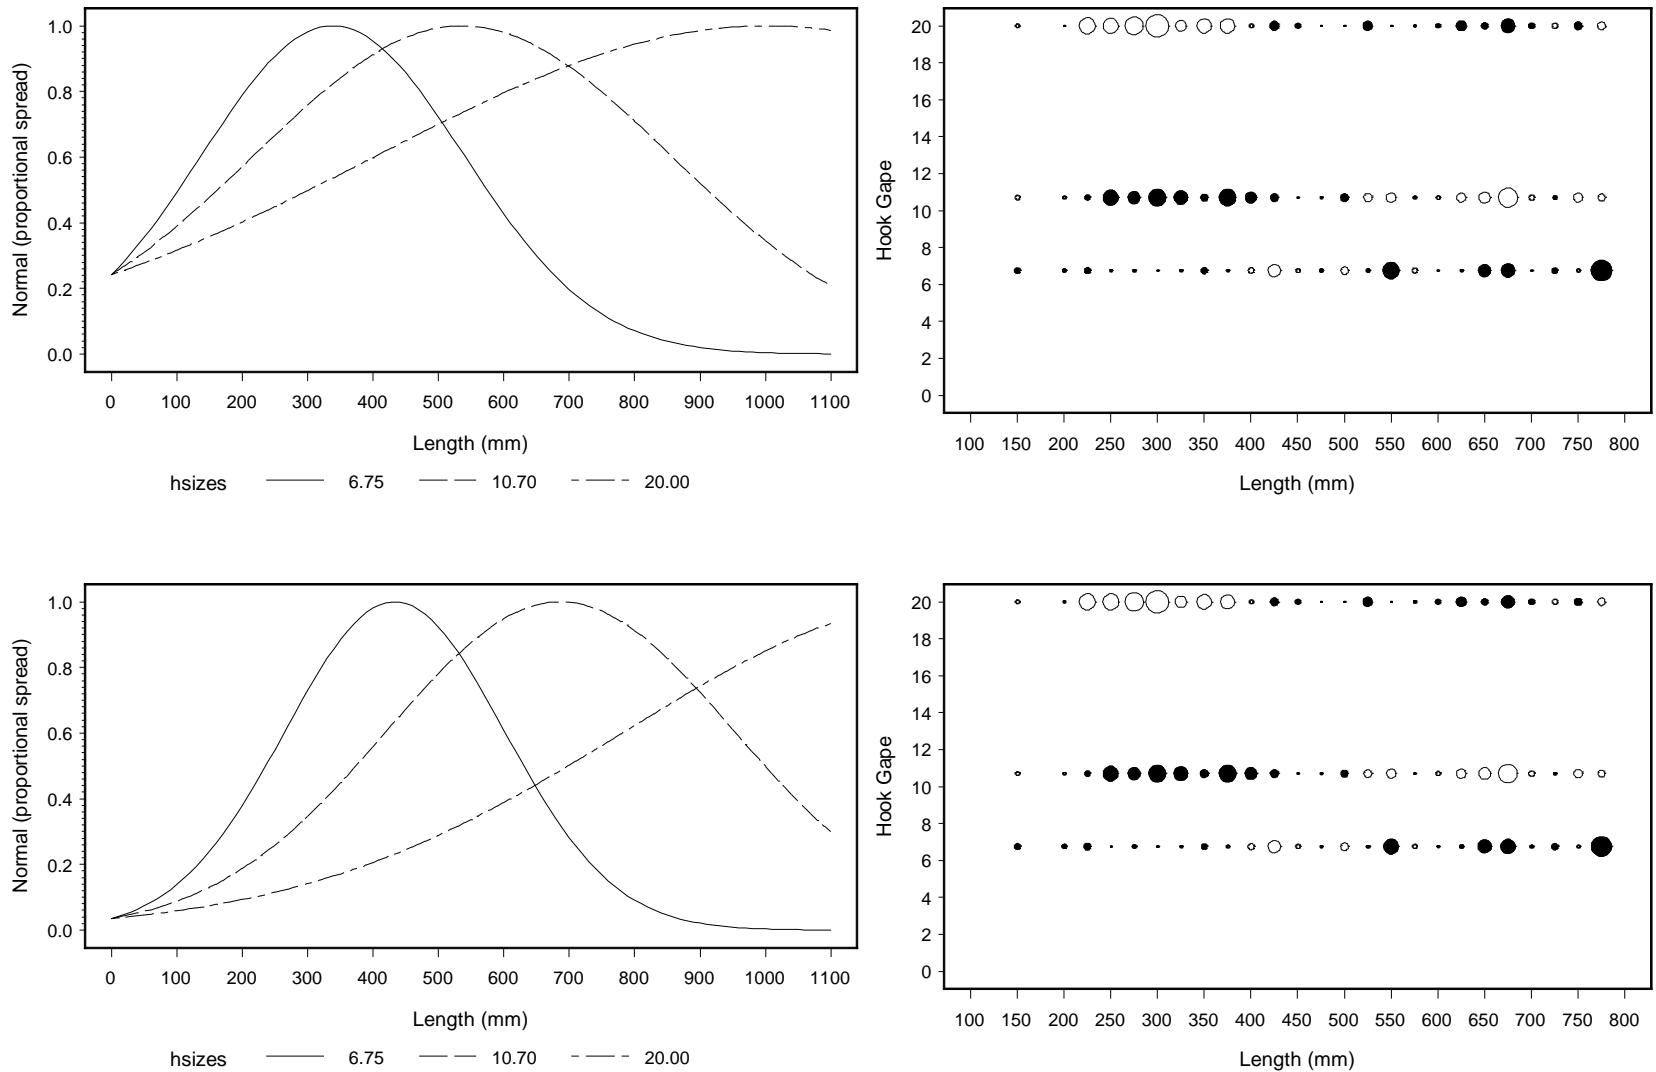 Normal (proportional spread)
1.0
0.8
0.6
0.4
0.2
0.0
0 100 200 300 400 500 600 700 800 900 1000 1100
Length (mm)
hsizes 6.75 10.70 20.00
Hook Gape
20
18
16
14
12
10
8
6
4
2
0
100 150 200 250 300 350 400 450 500 550 600 650 700 750 800
Length (mm)
Normal (proportional spread)
1.0
0.8
0.6
0.4
0.2
0.0
0 100 200 300 400 500 600 700 800 900 1000 1100
Length (mm)
hsizes 6.75 10.70 20.00
Hook Gape
20
18
16
14
12
10
8
6
4
2
0
100 150 200 250 300 350 400 450 500 550 600 650 700 750 800
Length (mm)